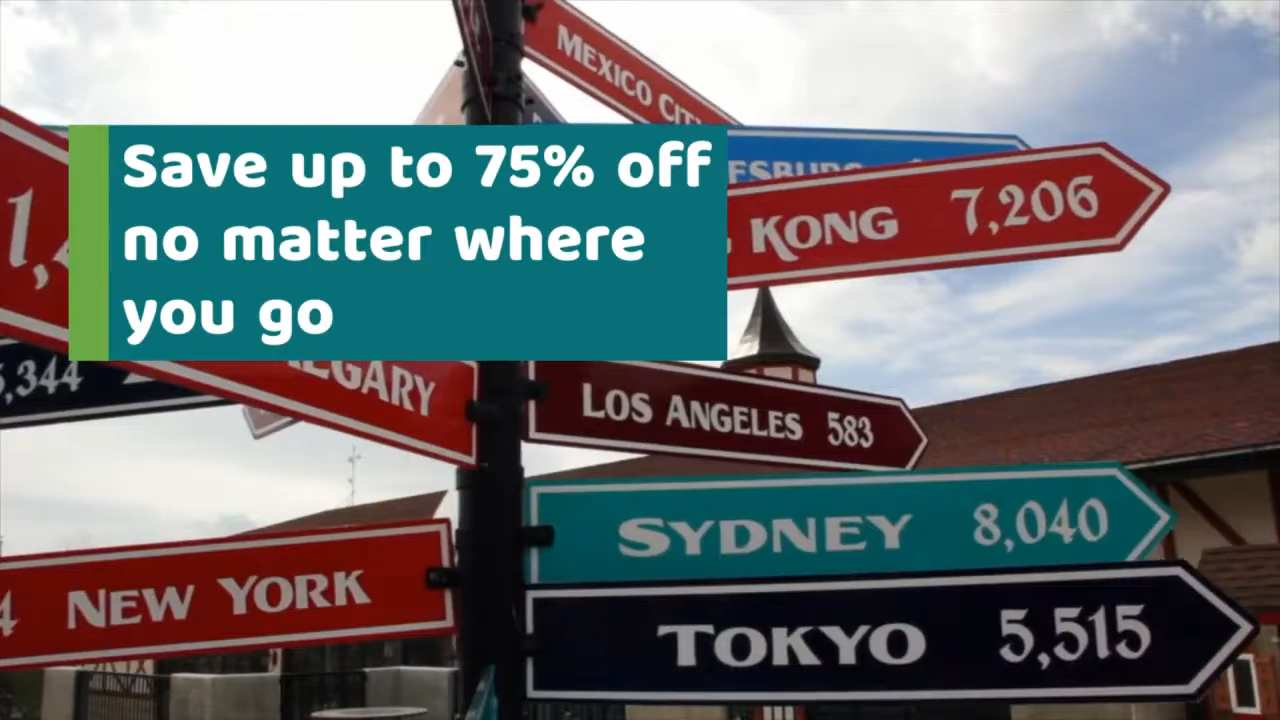 MEXICO
Save up to 75% off
no matter where
you go
KONG 7,206
LOS ANGELES 583
SYDNEY 8,040
NEW YORK
TOKYO 5,515